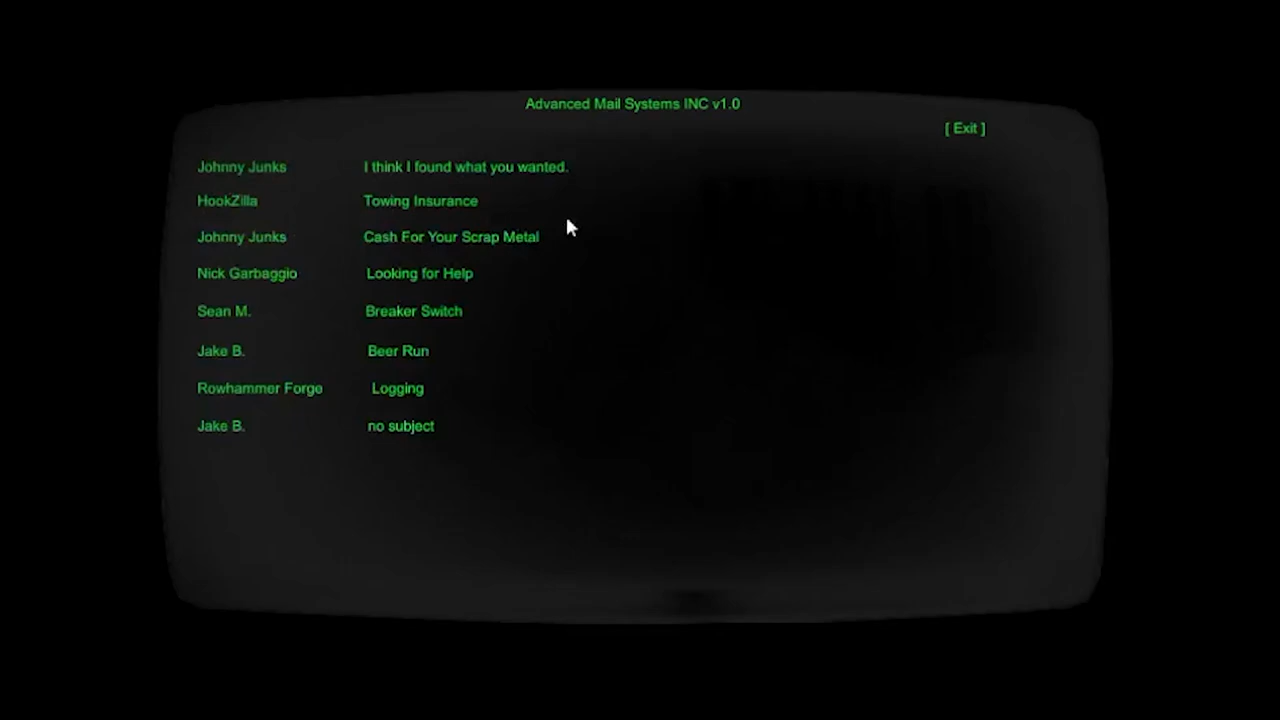 Advanced Mail Systems INC v1.0
[ Exit ]
Johnny Junks I think I found what you wanted.
HookZilla Towing Insurance
Johnny Junks Cash For Your Scrap Metal
Nick Garbaggio Looking for Help
Sean M. Breaker Switch
Jake B. Beer Run
Rowhammer Forge Logging
Jake B. no subject